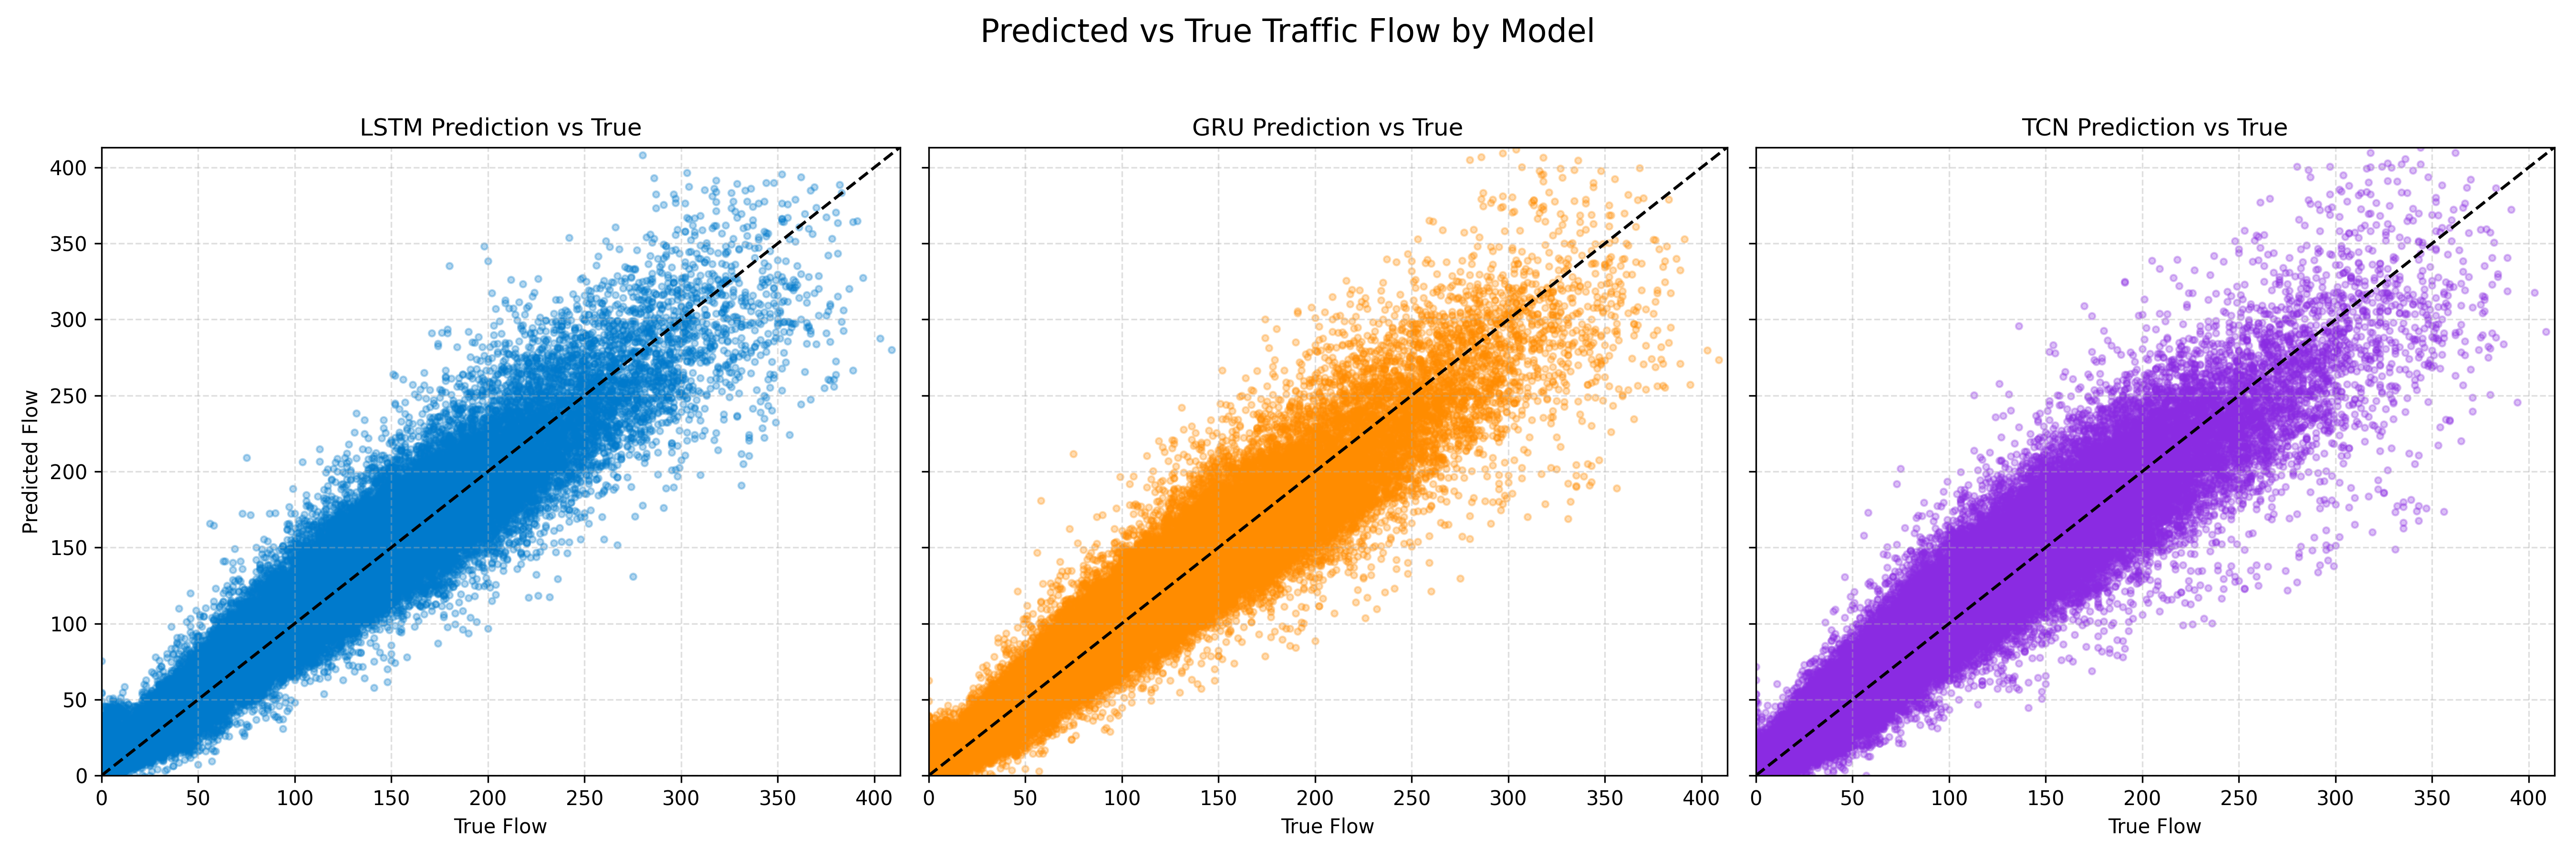 Predicted vs True Traffic Flow by Model
LSTM Prediction vs True
GRU Prediction vs True
TCN Prediction vs True
Predicted Flow
400
350
300
250
200
150
100
50
0
0 50 100 150 200 250 300 350 400
0 50 100 150 200 250 300 350 400
0 50 100 150 200 250 300 350 400
True Flow
True Flow
True Flow